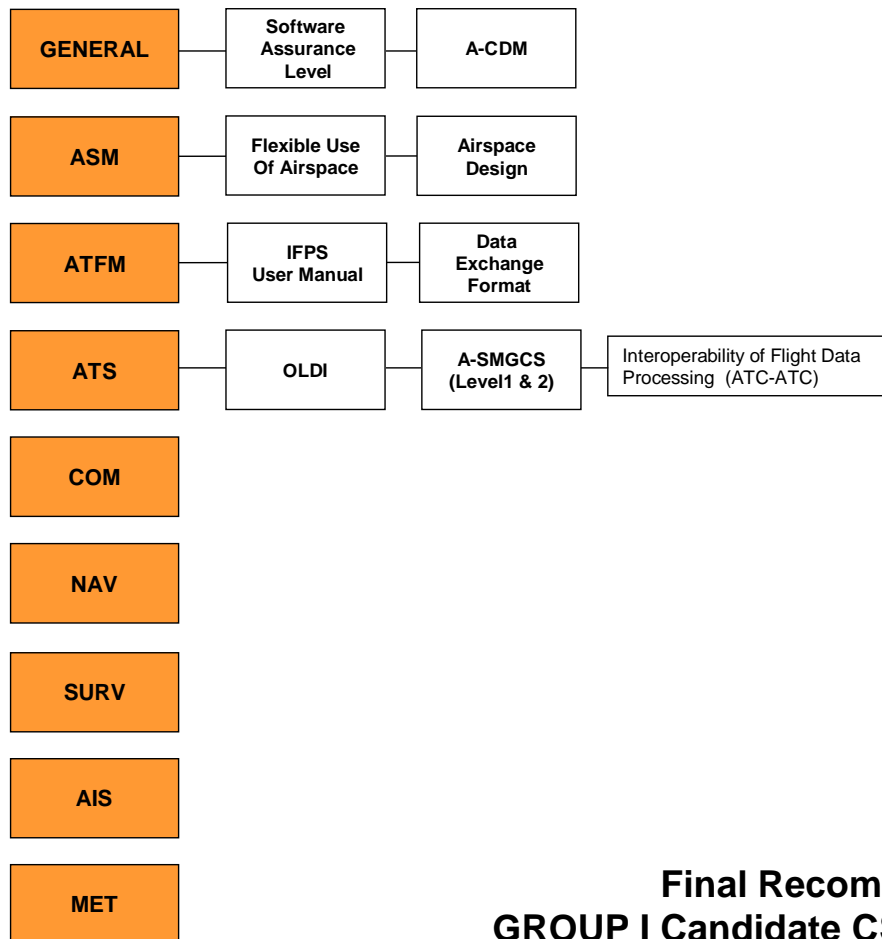 GENERAL
Software
Assurance
Level
A-CDM
ASM
Flexible Use
Of Airspace
Airspace
Design
ATFM
IFPS
User Manual
Data
Exchange
Format
ATS
OLDI
A-SMGCS
(Level1 & 2)
Interoperability of Flight Data
Processing (ATC-ATC)
COM
NAV
SURV
AIS
MET
Final Recom
GROUP I Candidate